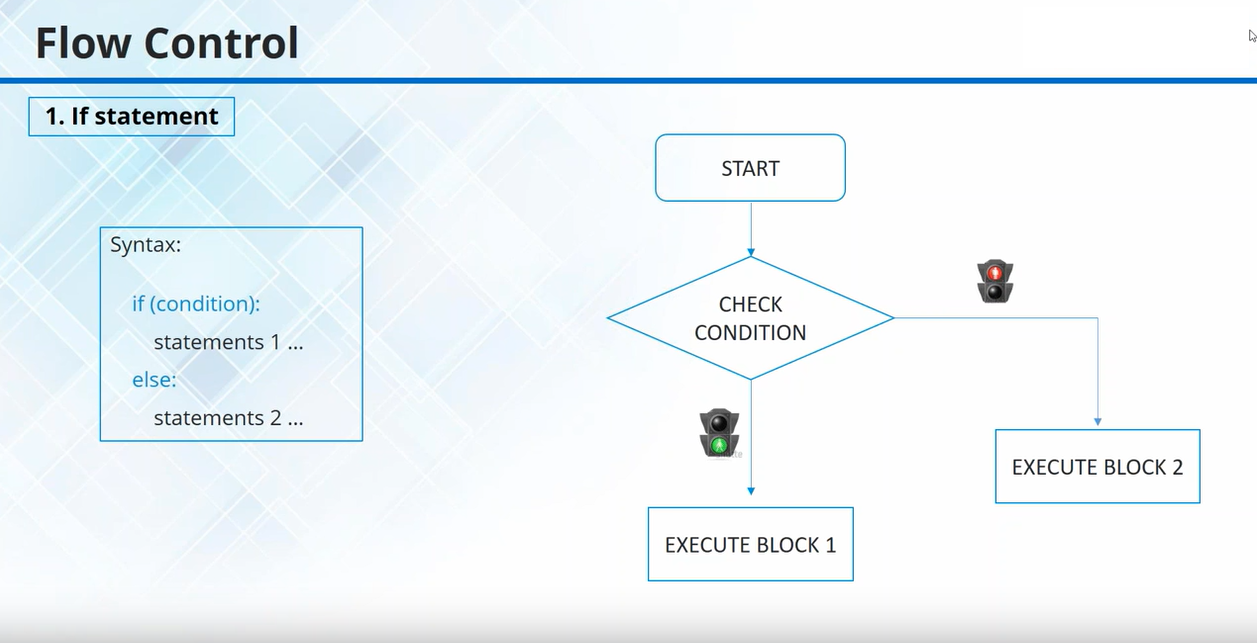 Flow Control
1. If statement
Syntax:
if (condition):
statements 1 ...
else:
statements 2 ...
START
CHECK
CONDITION
EXECUTE BLOCK 2
EXECUTE BLOCK 1